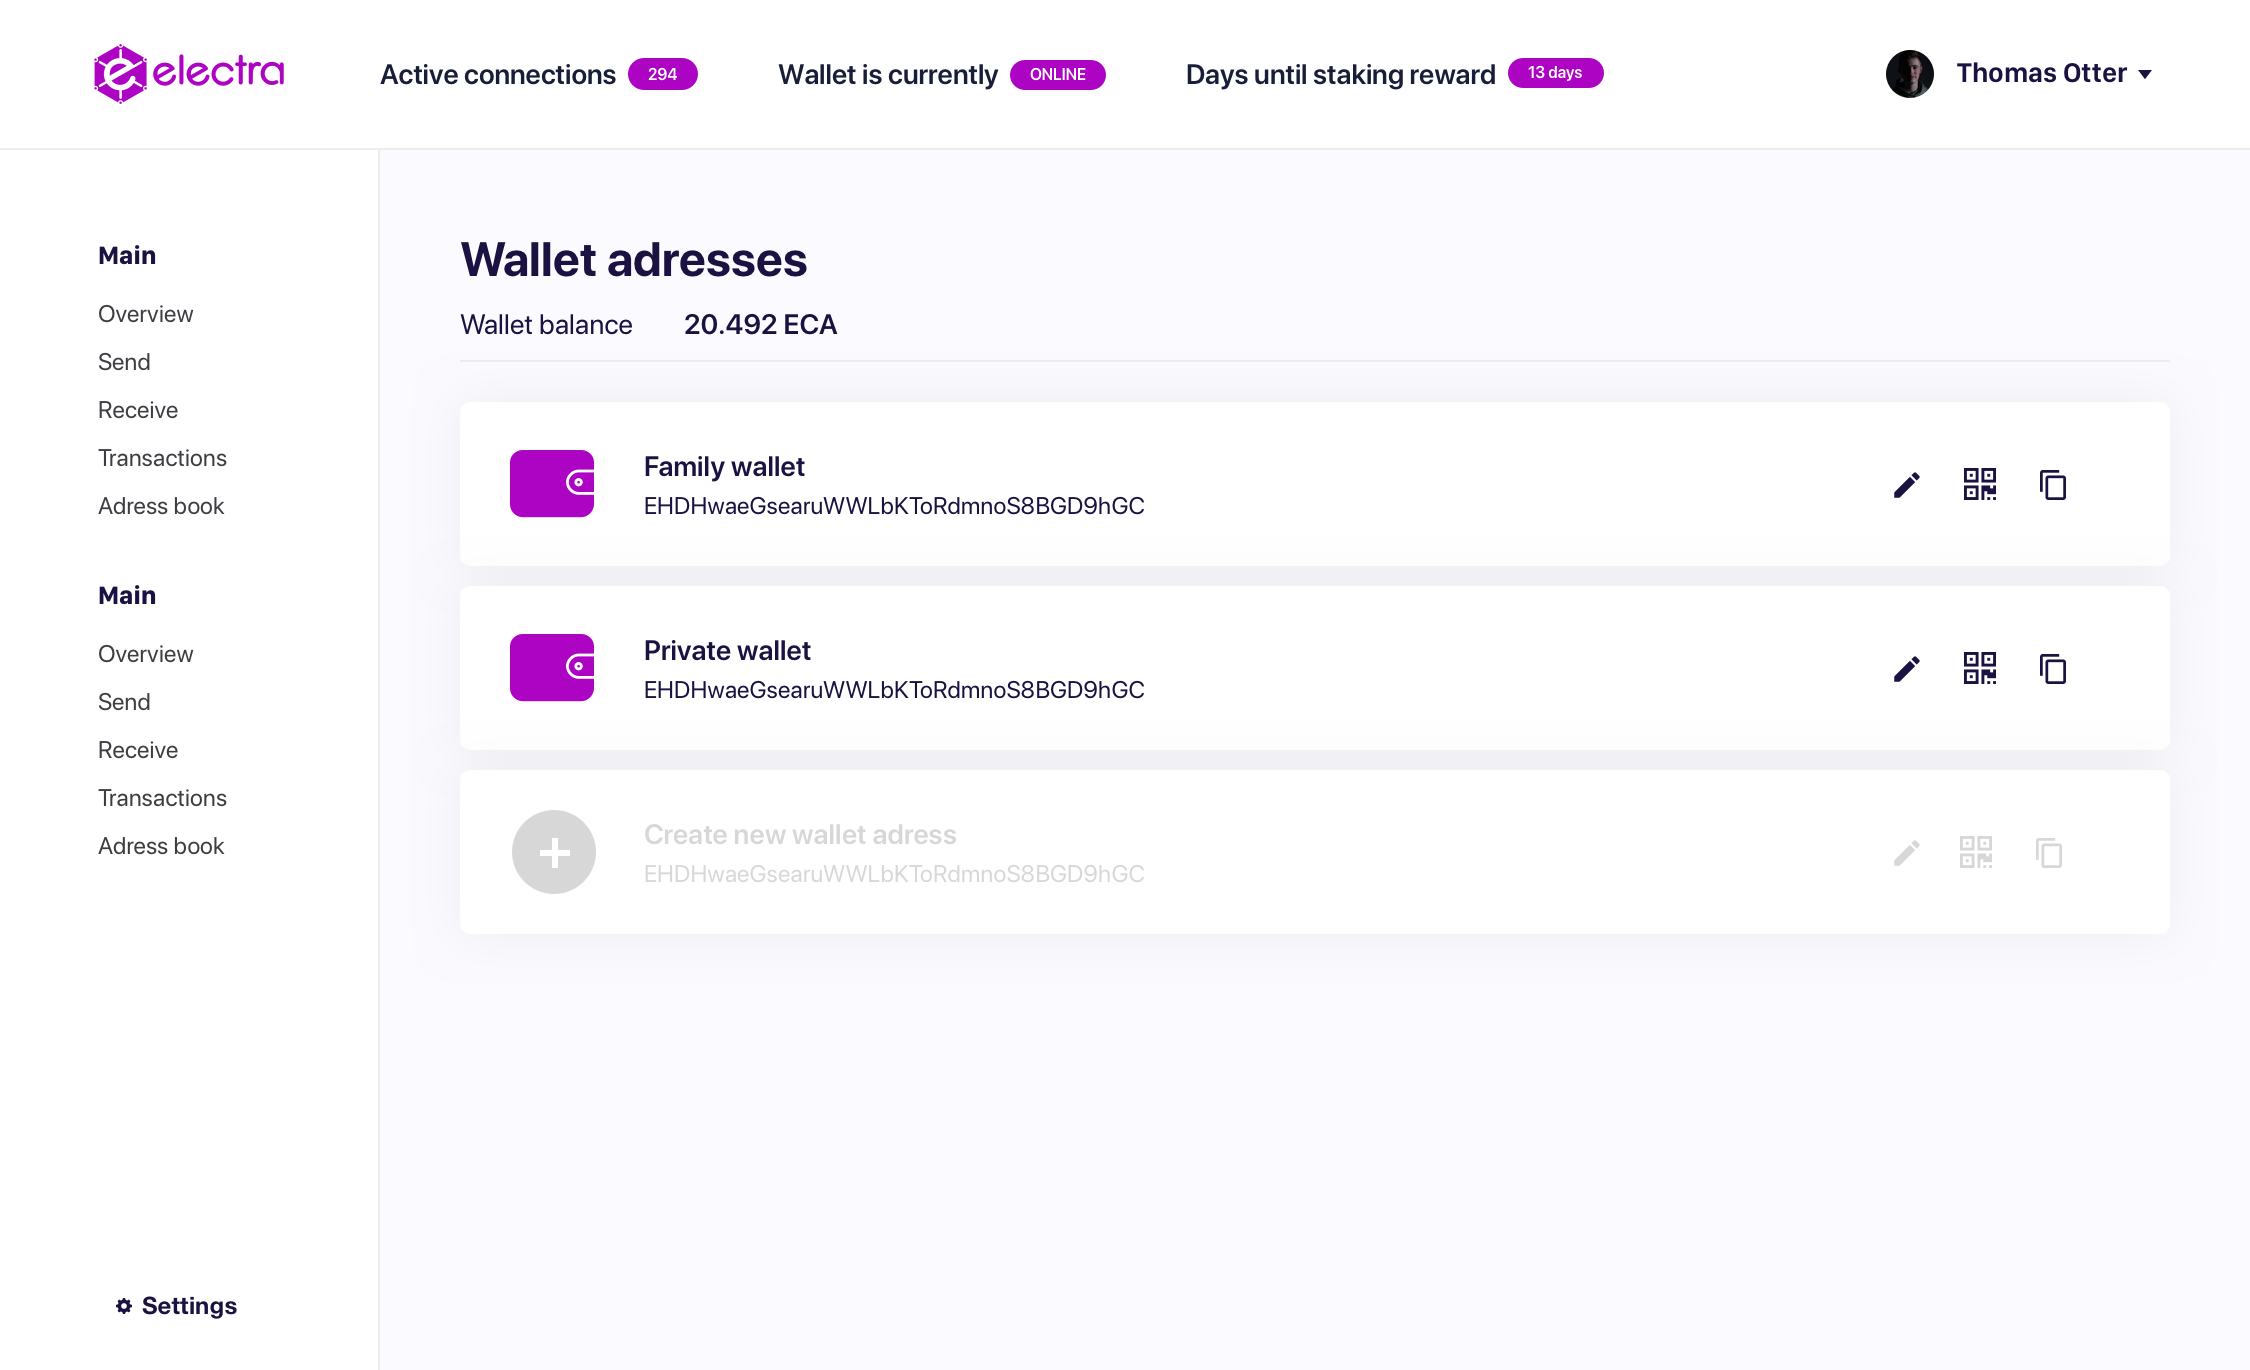 electra
Active connections 294
Wallet is currently ONLINE
Days until staking reward 13 days
Thomas Otter
Main
Overview
Send
Receive
Transactions
Adress book
Main
Overview
Send
Receive
Transactions
Adress book
Settings
Wallet adresses
Wallet balance 20.492 ECA
Family wallet
EHDHwaeGsearuWWLbKToRdmnoS8BGD9hGC
Private wallet
EHDHwaeGsearuWWLbKToRdmnoS8BGD9hGC
Create new wallet adress
EHDHwaeGsearuWWLbKToRdmnoS8BGD9hGC